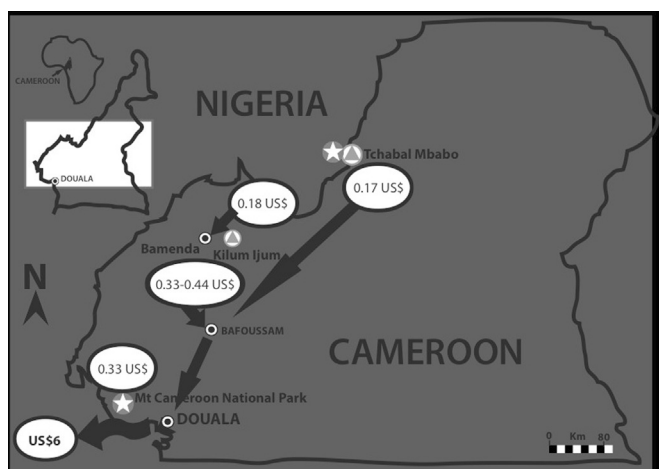 CAMEROON
NIGERIA
DOUALA
Tchabal Mbabo
0.17 US$
0.18 US$
Bamenda
Kilum Ijum
0.33-0.44 US$
N
BAFOUSSAM
CAMEROON
0.33 US$
Mt Cameroon National Park
DOUALA
US$6
0 Km 80